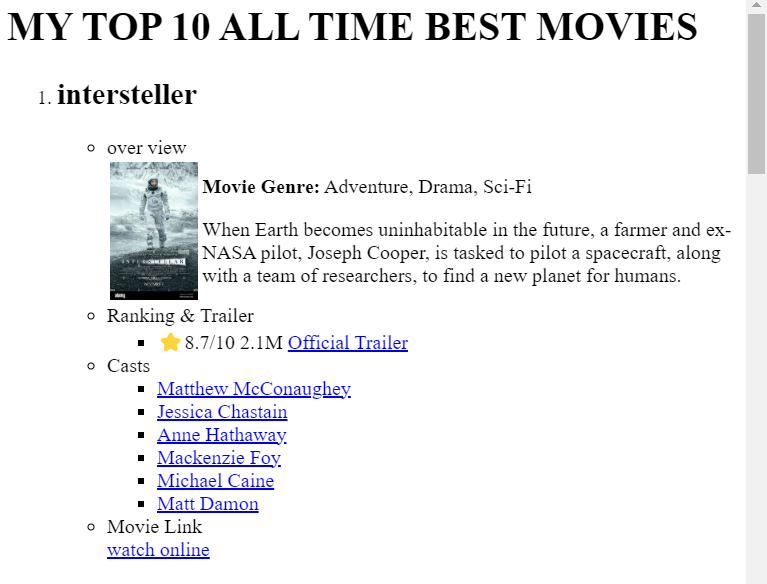 MY TOP 10 ALL TIME BEST MOVIES
1. intersteller
over view
INTERSTELLAR
alamy
Movie Genre: Adventure, Drama, Sci-Fi
When Earth becomes uninhabitable in the future, a farmer and ex-
NASA pilot, Joseph Cooper, is tasked to pilot a spacecraft, along
with a team of researchers, to find a new planet for humans.
Ranking & Trailer
8.7/10 2.1M Official Trailer
Casts
Matthew McConaughey
Jessica Chastain
Anne Hathaway
Mackenzie Foy
Michael Caine
Matt Damon
Movie Link
watch online